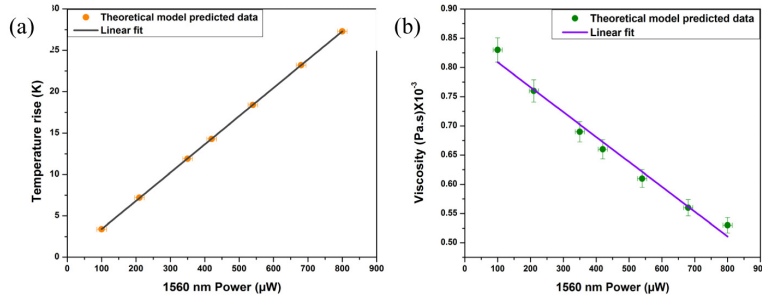 (a)
Theoretical model predicted data
Linear fit
Temperature rise (K)
25
20
15
10
5
0
0 100 200 300 400 500 600 700 800 900
1560 nm Power (µW)
(b)
Theoretical model predicted data
Linear fit
Viscosity (Pa.s)X10⁻³
0.90
0.85
0.80
0.75
0.70
0.65
0.60
0.55
0.50
0 100 200 300 400 500 600 700 800 900
1560 nm Power (µW)